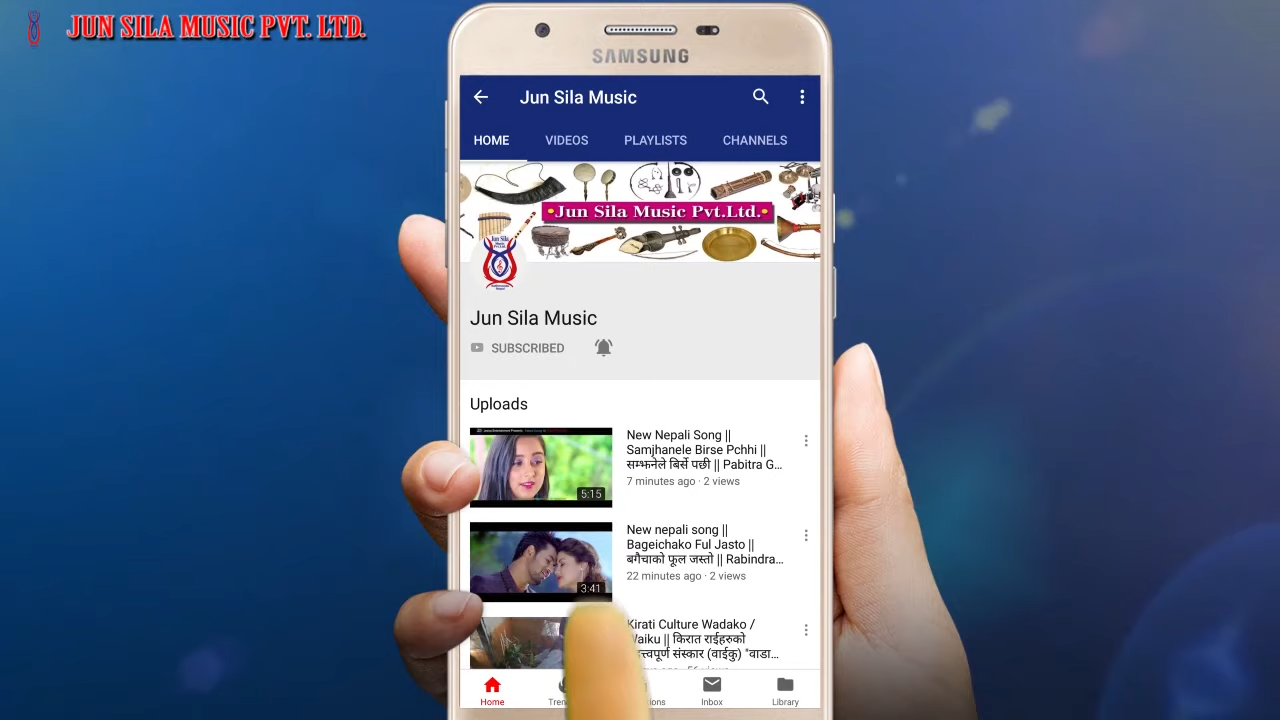 JUN SILA MUSIC PVT. LTD.
SAMSUNG
Jun Sila Music
HOME VIDEOS PLAYLISTS CHANNELS
Jun Sila Music Pvt.Ltd.
Jun Sila
Jun Sila Music
SUBSCRIBED
Uploads
New Nepali Song ||
Samjhanele Birse Pchhi ||
सम्झनेले बिर्से पछी || Pabitra G...
7 minutes ago · 2 views
5:15
New nepali song ||
Bageichako Ful Jasto ||
बगैचाको फूल जस्तो || Rabindra...
22 minutes ago · 2 views
3:41
Kirati Culture Wadako /
Waiku || किरात राईहरुको
संस्कार (वाईकु) "वाडा...
Home Inbox Library